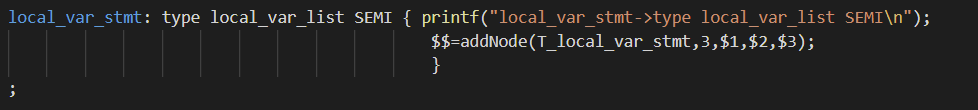 local_var_stmt: type local_var_list SEMI { printf("local_var_stmt->type local_var_list SEMI\n");
$$=addNode(T_local_var_stmt,3,$1,$2,$3);
}
;